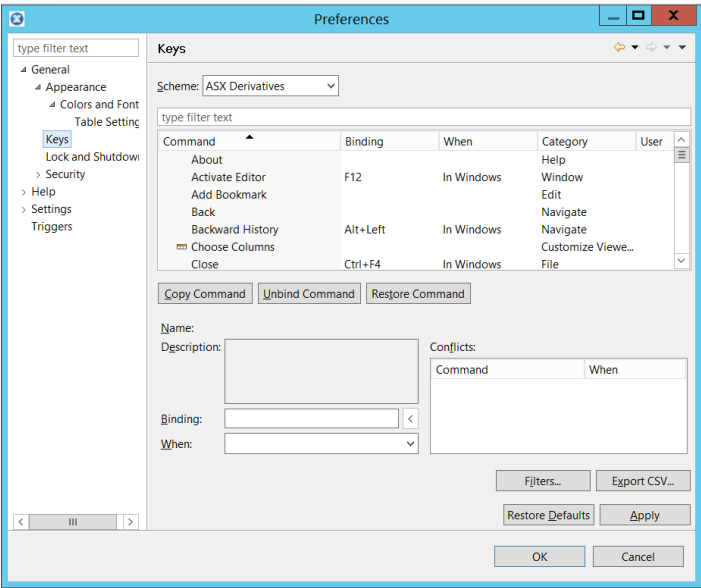 Preferences
type filter text
General
Appearance
Colors and Font
Table Setting
Keys
Lock and Shutdow
Security
Help
Settings
Triggers
Keys
Scheme: ASX Derivatives
type filter text
Command Binding When Category User
About Help
Activate Editor F12 In Windows Window
Add Bookmark Edit
Back Navigate
Backward History Alt+Left In Windows Navigate
Choose Columns Customize Viewe...
Close Ctrl+F4 In Windows File
Copy Command Unbind Command Restore Command
Name:
Description:
Conflicts:
Command When
Binding:
When:
Filters... Export CSV...
Restore Defaults Apply
OK Cancel